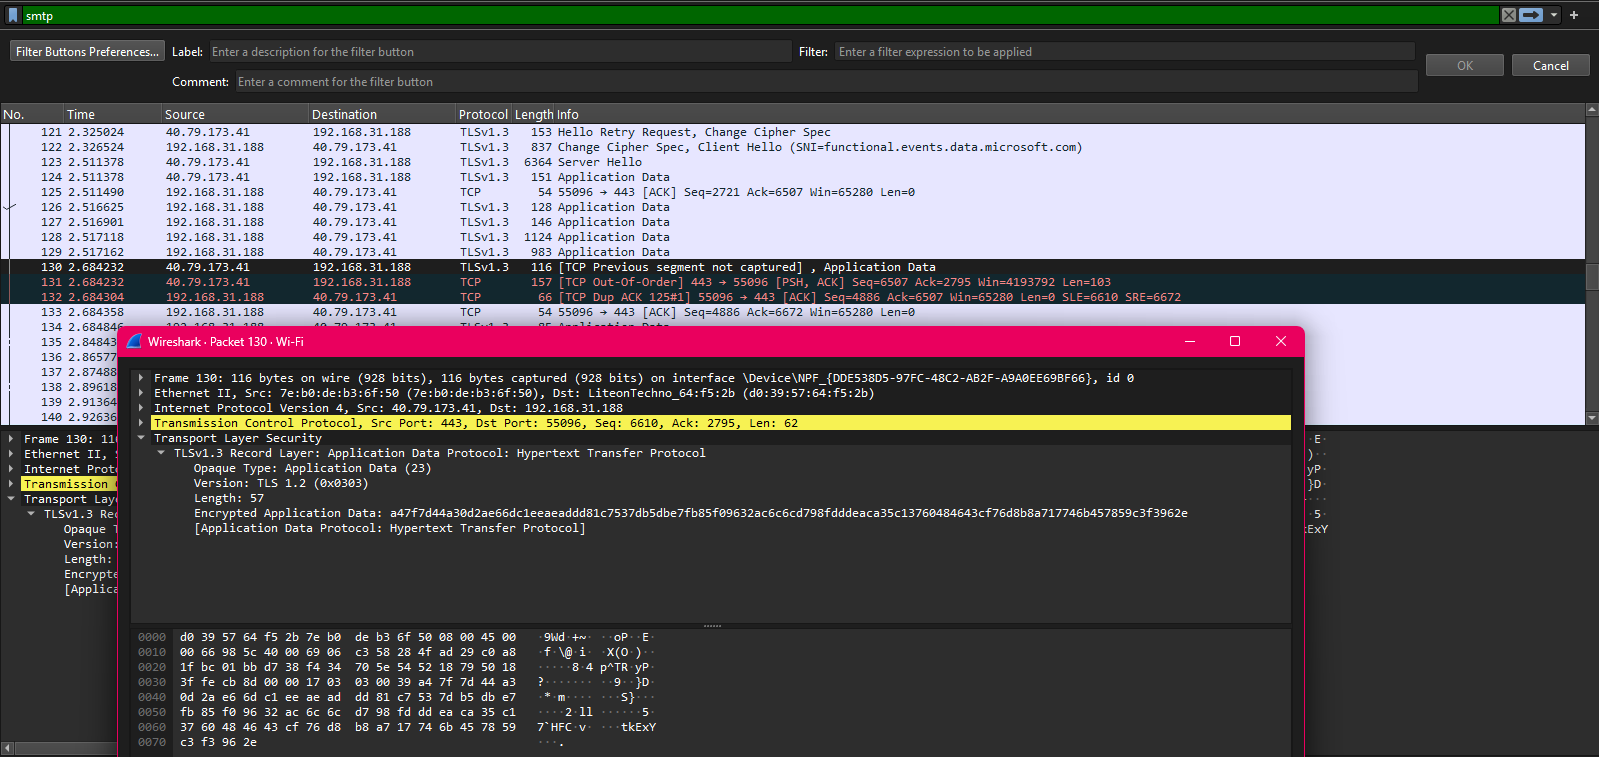 smtp
Filter Buttons Preferences... Label: Enter a description for the filter button Filter: Enter a filter expression to be applied
OK Cancel
Comment: Enter a comment for the filter button
No. Time Source Destination Protocol Length Info
121 2.325024 40.79.173.41 192.168.31.188 TLSv1.3 153 Hello Retry Request, Change Cipher Spec
122 2.326524 192.168.31.188 40.79.173.41 TLSv1.3 837 Change Cipher Spec, Client Hello (SNI=functional.events.data.microsoft.com)
123 2.511378 40.79.173.41 192.168.31.188 TLSv1.3 6364 Server Hello
124 2.511378 40.79.173.41 192.168.31.188 TLSv1.3 151 Application Data
125 2.511490 192.168.31.188 40.79.173.41 TCP 54 55096 → 443 [ACK] Seq=2721 Ack=6507 Win=65280 Len=0
126 2.516625 192.168.31.188 40.79.173.41 TLSv1.3 128 Application Data
127 2.516901 192.168.31.188 40.79.173.41 TLSv1.3 146 Application Data
128 2.517118 192.168.31.188 40.79.173.41 TLSv1.3 1124 Application Data
129 2.517162 192.168.31.188 40.79.173.41 TLSv1.3 983 Application Data
130 2.684232 40.79.173.41 192.168.31.188 TLSv1.3 116 [TCP Previous segment not captured] , Application Data
131 2.684232 40.79.173.41 192.168.31.188 TCP 157 [TCP Out-Of-Order] 443 → 55096 [PSH, ACK] Seq=6507 Ack=2795 Win=4193792 Len=103
132 2.684304 192.168.31.188 40.79.173.41 TCP 66 [TCP Dup ACK 125#1] 55096 → 443 [ACK] Seq=4886 Ack=6507 Win=65280 Len=0 SLE=6610 SRE=6672
133 2.684358 192.168.31.188 40.79.173.41 TCP 54 55096 → 443 [ACK] Seq=4886 Ack=6672 Win=65280 Len=0
134 2.684846
135 2.84843
136 2.86577
137 2.87488
138 2.89618
139 2.91364
140 2.92636
Frame 130: 116
Ethernet II, S
Internet Proto
Transmission
Transport Laye
TLSv1.3 Rec
Opaque T
Version:
Length:
Encrypte
[Applica
Wireshark · Packet 130 · Wi-Fi
Frame 130: 116 bytes on wire (928 bits), 116 bytes captured (928 bits) on interface \Device\NPF_{DDE538D5-97FC-48C2-AB2F-A9A0EE69BF66}, id 0
Ethernet II, Src: 7e:b0:de:b3:6f:50 (7e:b0:de:b3:6f:50), Dst: LiteonTechno_64:f5:2b (d0:39:57:64:f5:2b)
Internet Protocol Version 4, Src: 40.79.173.41, Dst: 192.168.31.188
Transmission Control Protocol, Src Port: 443, Dst Port: 55096, Seq: 6610, Ack: 2795, Len: 62
Transport Layer Security
TLSv1.3 Record Layer: Application Data Protocol: Hypertext Transfer Protocol
Opaque Type: Application Data (23)
Version: TLS 1.2 (0x0303)
Length: 57
Encrypted Application Data: a47f7d44a30d2ae66dc1eeaeaddd81c7537db5dbe7fb85f09632ac6c6cd798fdddeaca35c13760484643cf76d8b8a717746b457859c3f3962e
[Application Data Protocol: Hypertext Transfer Protocol]
0000 d0 39 57 64 f5 2b 7e b0 de b3 6f 50 08 00 45 00 ·9Wd·+~· ··oP··E·
0010 00 66 98 5c 40 00 69 06 c3 58 28 4f ad 29 c0 a8 ·f·\@·i· ·X(O·)··
0020 1f bc 01 bb d7 38 f4 34 70 5e 54 52 18 79 50 18 ·····8·4 p^TR·yP·
0030 3f fe cb 8d 00 00 17 03 03 00 39 a4 7f 7d 44 a3 ?······· ··9··}D·
0040 0d 2a e6 6d c1 ee ae ad dd 81 c7 53 7d b5 db e7 ·*·m···· ···S}···
0050 fb 85 f0 96 32 ac 6c 6c d7 98 fd dd ea ca 35 c1 ····2·ll ······5·
0060 37 60 48 46 43 cf 76 d8 b8 a7 17 74 6b 45 78 59 7`HFC·v· ···tkExY
0070 c3 f3 96 2e ···.